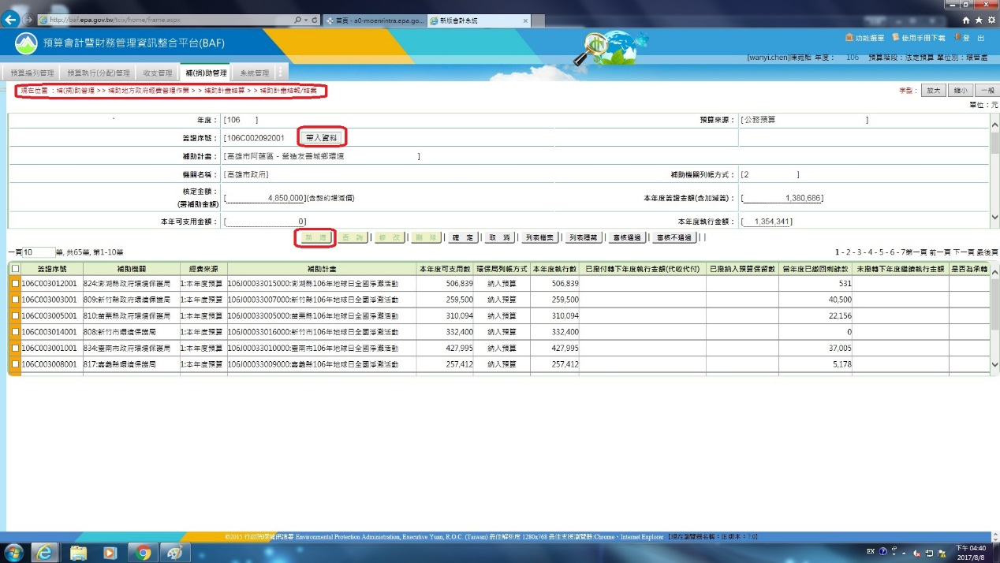 http://baf.epa.gov.tw/tcix/home/frame.aspx
首頁 - a0-moenrintra.epa.go...
新版會計系統
預算會計暨財務管理資訊整合平台(BAF)
功能選單 使用手冊下載 登 出
[wanyi.chen]陳菀貽 年度： 106 預算階段：法定預算 單位別：環管處
預算編列管理 預算執行(分配)管理 收支管理 補(捐)助管理 系統管理
現在位置 ：補(捐)助管理 >> 補助地方政府經費管理作業 > > 補助計畫結算 > > 補助計畫結報/結案
字型： 放大 縮小 一般
單位：元
年度： [106 ] 預算來源： [公務預算 ]
簽證序號： [106C002092001 帶入資料
補助計畫： [高雄市阿蓮區－營造友善城鄉環境 ]
機關名稱： [高雄市政府] 補助機關列帳方式： [2 ]
核定金額：
(署補助金額) [ 4,850,000](含契約增減價) 本年度簽證金額(含加減簽)： [ 1,380,686]
本年可支用金額： [ 0] 本年度執行金額： [ 1,354,341]
新 增 查 詢 | 修 改 | 刪 除 | 確 定 | 取 消 | 列表檔案 | 列表隱藏 | 審核通過 | 審核不通過 | |
一頁10 筆, 共65筆, 第1-10筆
1 - 2 - 3 - 4 - 5 - 6 - 7第一頁 前一頁 下一頁 最後頁
簽證序號 補助機關 經費來源 補助計畫 本年度可支用數 環保局列帳方式 本年度執行數 已撥付轉下年度執行金額(代收代付) 已撥納入預算保留數 當年度已繳回剩餘款 未撥轉下年度繼續執行金額 是否為承轉
106C003012001 824:澎湖縣政府環境保護局 1:本年度預算 106J00033015000:澎湖縣106年地球日全國淨灘活動 506,839 納入預算 506,839 531
106C003003001 809:新竹縣政府環境保護局 1:本年度預算 106J00033007000:新竹縣106年地球日全國淨灘活動 259,500 納入預算 259,500 40,500
106C003005001 810:苗栗縣政府環境保護局 1:本年度預算 106J00033005000:苗栗縣106年地球日全國淨灘活動 310,094 納入預算 310,094 22,156
106C003014001 808:新竹市環境保護局 1:本年度預算 106J00033016000:新竹市106年地球日全國淨灘活動 332,400 納入預算 332,400 0
106C003001001 834:臺南市政府環境保護局 1:本年度預算 106J00033010000:臺南市106年地球日全國淨灘活動 427,995 納入預算 427,995 37,005
106C003008001 817:嘉義縣環境保護局 1:本年度預算 106J00033009000:嘉義縣106年地球日全國淨灘活動 257,412 納入預算 257,412 5,178
©2015 行政院環境保護署 Environmental Protection Administration, Executive Yuan, R.O.C. (Taiwan) 最佳解析度 1280x768 最佳支援瀏覽器:Chrome、Internet Explorer 【現在瀏覽器名稱：IE版本：7.0】
EN 下午 04:40
2017/8/8